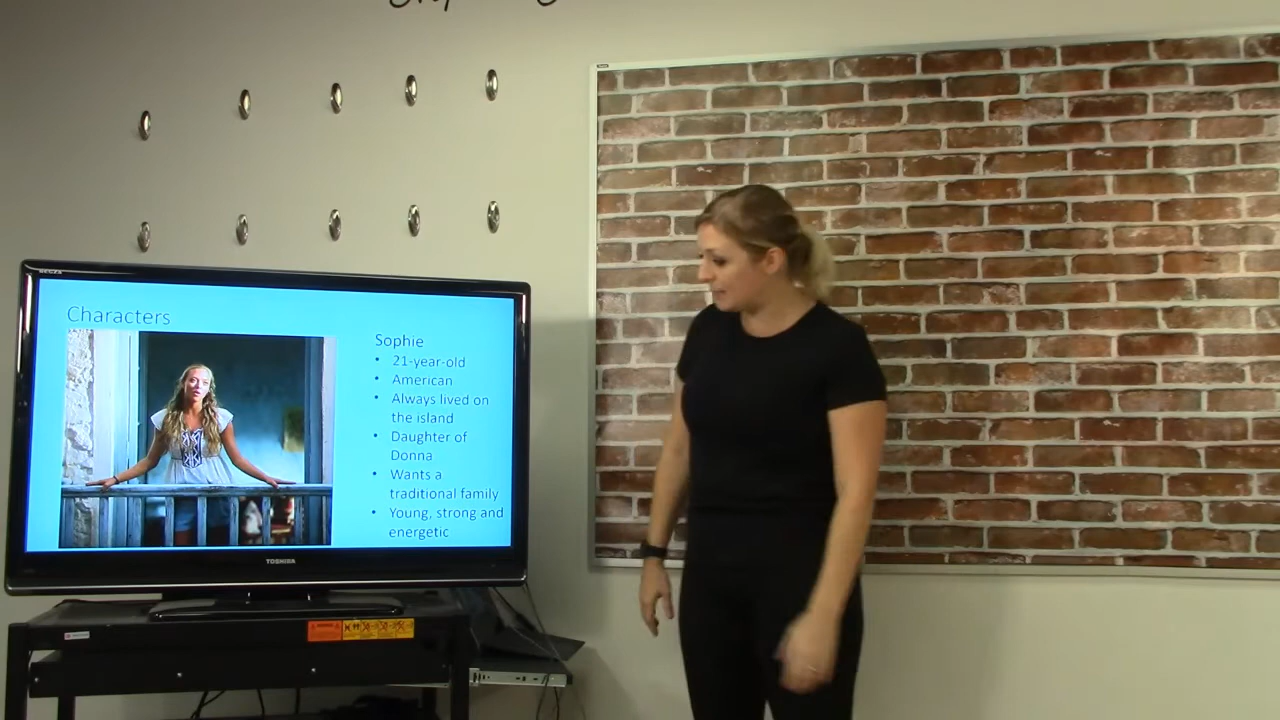 REGZA
Characters
Sophie
• 21-year-old
• American
• Always lived on
the island
• Daughter of
Donna
• Wants a
traditional family
• Young, strong and
energetic
TOSHIBA